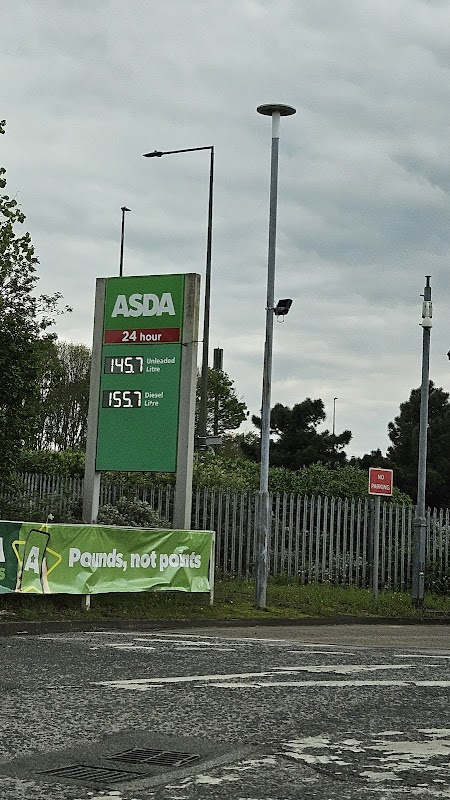 ASDA
24 hour
145.7 Unleaded
Litre
155.7 Diesel
Litre
NO
PARKING
A Pounds, not points